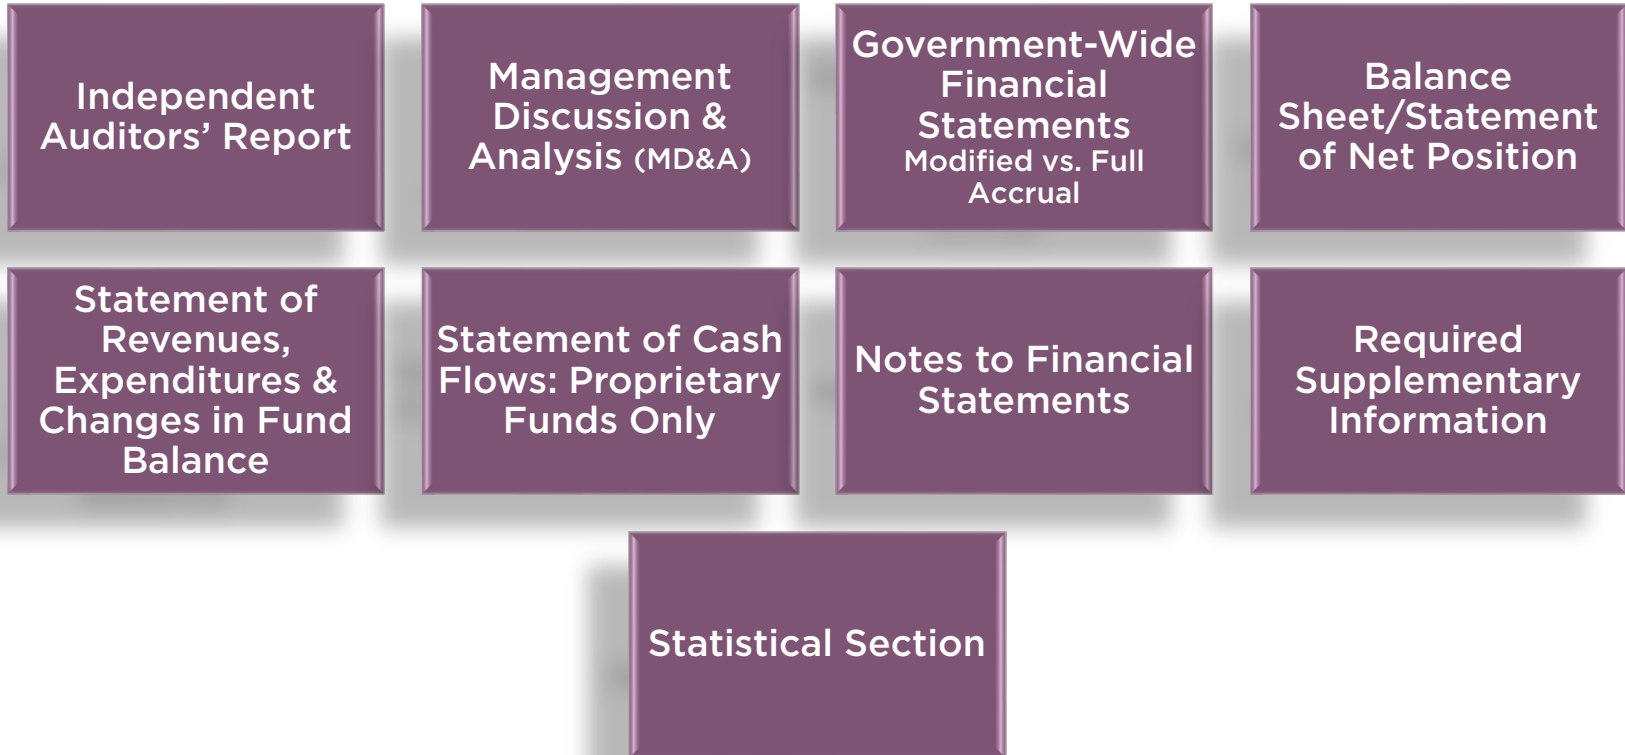 Independent
Auditors’ Report
Management
Discussion &
Analysis (MD&A)
Government-Wide
Financial
Statements
Modified vs. Full
Accrual
Balance
Sheet/Statement
of Net Position
Statement of
Revenues,
Expenditures &
Changes in Fund
Balance
Statement of Cash
Flows: Proprietary
Funds Only
Notes to Financial
Statements
Required
Supplementary
Information
Statistical Section